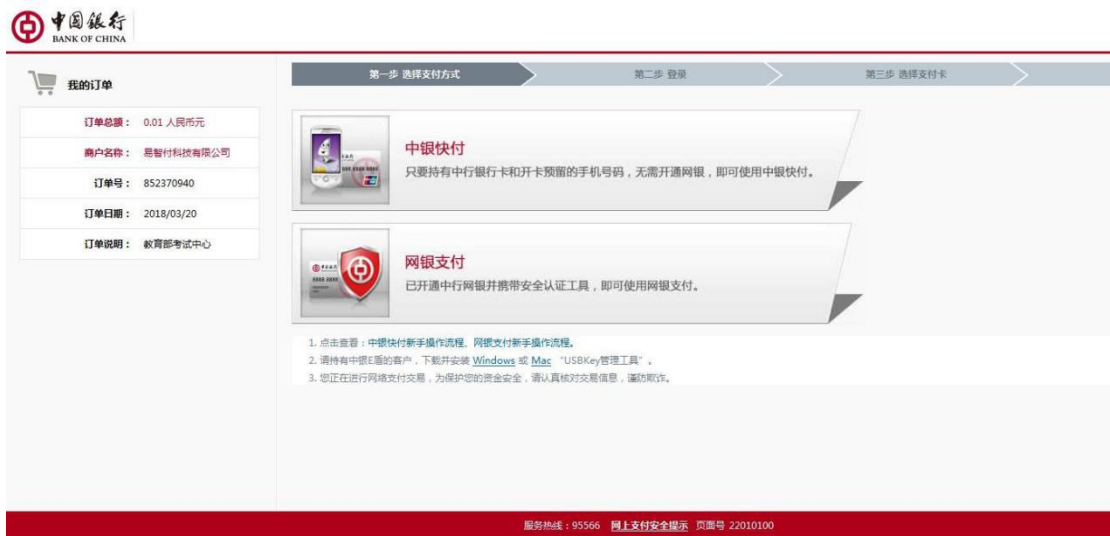 中国银行
BANK OF CHINA
我的订单
订单总额： 0.01 人民币元
商户名称： 易智付科技有限公司
订单号： 852370940
订单日期： 2018/03/20
订单说明： 教育部考试中心
第一步 选择支付方式
第二步 登录
第三步 选择支付卡
中银快付
只要持有中行银行卡和开卡预留的手机号码，无需开通网银，即可使用中银快付。
网银支付
已开通中行网银并携带安全认证工具，即可使用网银支付。
1. 点击查看：中银快付新手操作流程、网银支付新手操作流程。
2. 请持有中银E盾的客户，下载并安装 Windows 或 Mac “USBKey管理工具”。
3. 您正在进行网络支付交易，为保护您的资金安全，请认真核对交易信息，谨防欺诈。
服务热线：95566 网上支付安全提示 页面号 22010100